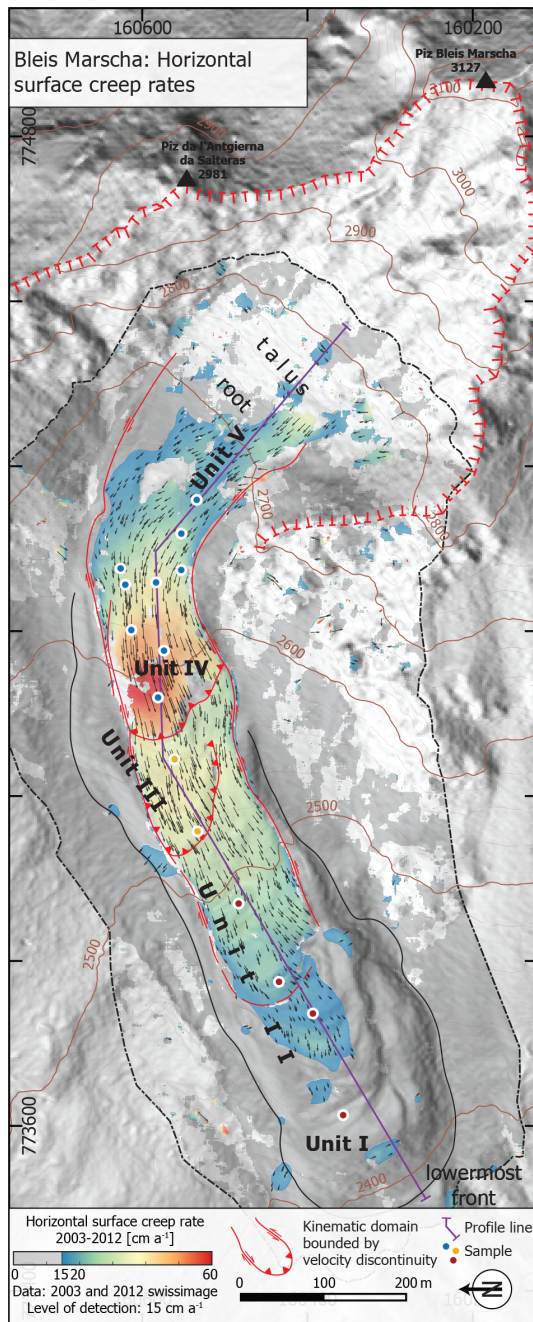 160600
160200
Bleis Marscha: Horizontal
surface creep rates
Piz Bleis Marscha
3127
3100
774800
2900
Piz da l'Antgierna
da Salteras
2981
3000
2900
2800
talus
root
Unit V
2700
2800
2600
Unit IV
Unit III
2500
Unit II
2500
773600
Unit I
2400
lowermost
front
Horizontal surface creep rate
2003-2012 [cm a⁻¹]
0 1520 60
Data: 2003 and 2012 swissimage
Level of detection: 15 cm a⁻¹
Kinematic domain
bounded by
velocity discontinuity
0 100 200 m
Profile line
Sample
N